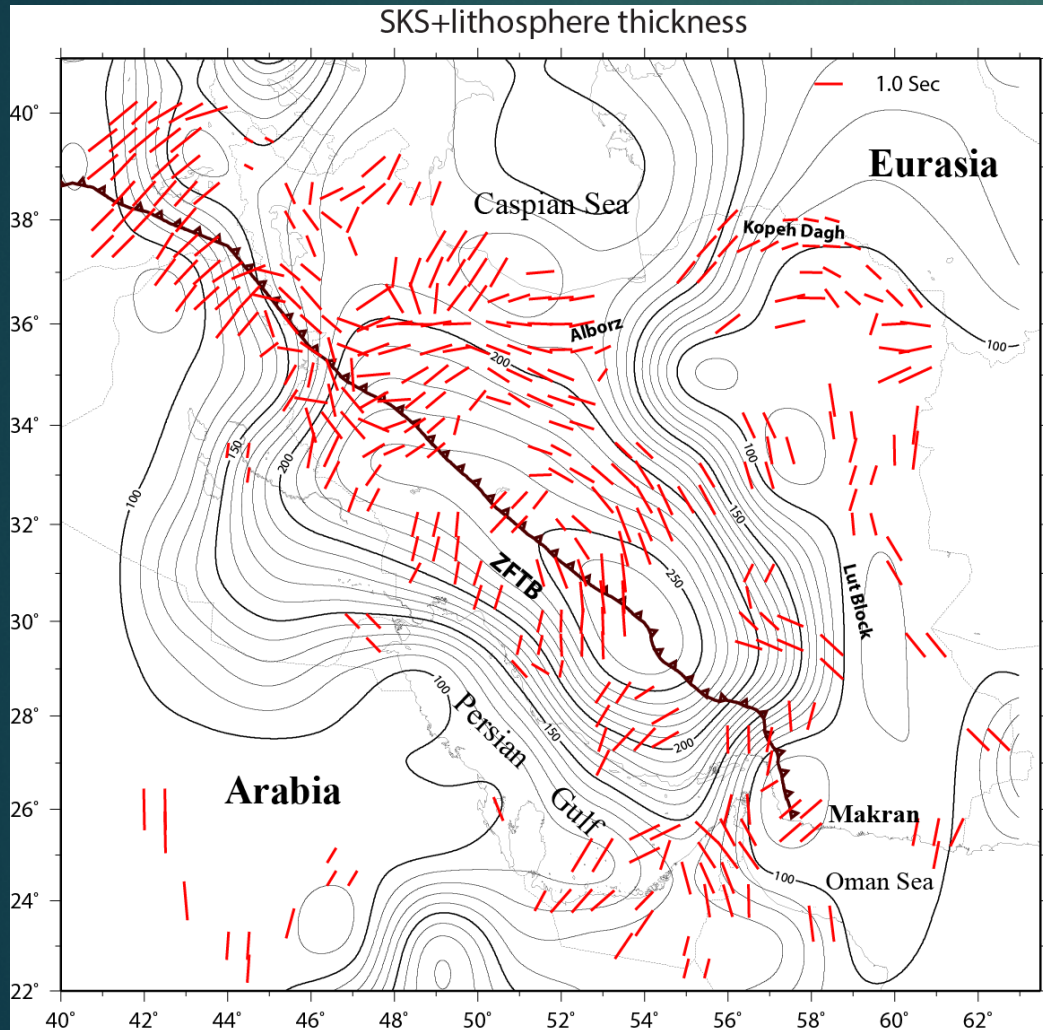 SKS+lithosphere thickness
1.0 Sec
Eurasia
Caspian Sea
Kopeh Dagh
Alborz
100
200
150
200
100
100
150
Lut Block
ZFTB
250
100
150
200
Persian
Gulf
Arabia
Makran
Oman Sea
100
40°
38°
36°
34°
32°
30°
28°
26°
24°
22°
40° 42° 44° 46° 48° 50° 52° 54° 56° 58° 60° 62°